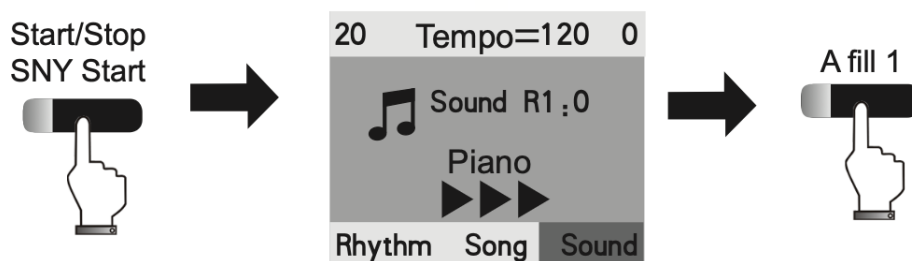 Start/Stop
SNY Start
20 Tempo=120 0
Sound R1:0
Piano
Rhythm Song Sound
A fill 1